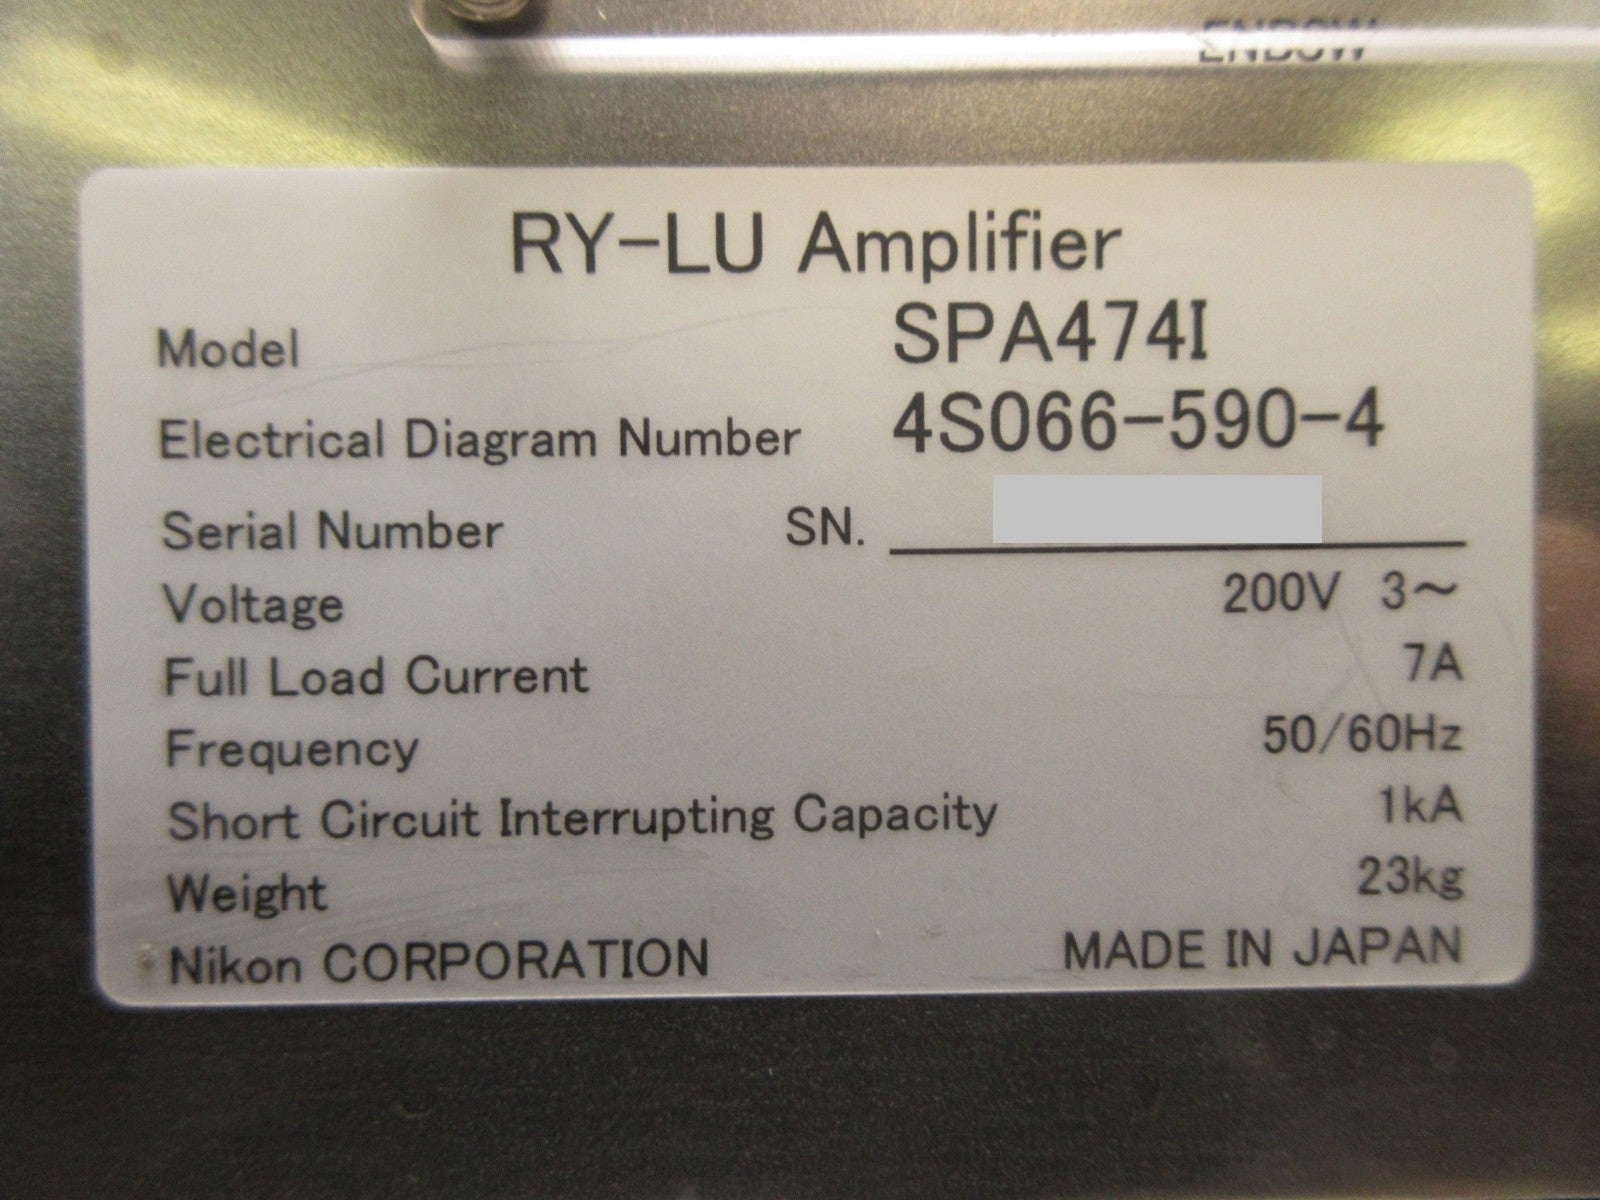 RY-LU Amplifier
Model SPA474I
Electrical Diagram Number 4S066-590-4
Serial Number SN.
Voltage 200V 3~
Full Load Current 7A
Frequency 50/60Hz
Short Circuit Interrupting Capacity 1kA
Weight 23kg
Nikon CORPORATION MADE IN JAPAN